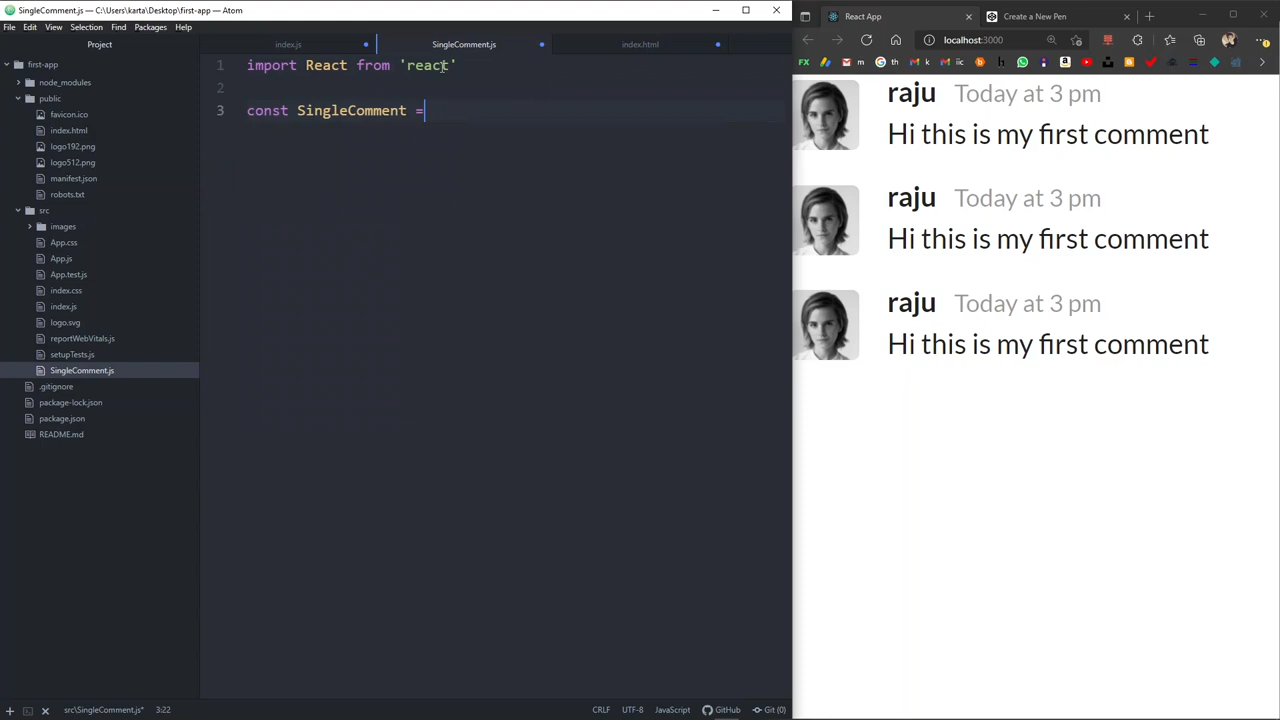 SingleComment.js — C:\Users\karta\Desktop\first-app — Atom
File Edit View Selection Find Packages Help
Project
index.js
SingleComment.js
index.html
first-app
node_modules
public
favicon.ico
index.html
logo192.png
logo512.png
manifest.json
robots.txt
src
images
App.css
App.js
App.test.js
index.css
index.js
logo.svg
reportWebVitals.js
setupTests.js
SingleComment.js
.gitignore
package-lock.json
package.json
README.md
1 import React from 'react'
2
3 const SingleComment =
src\SingleComment.js* 3:22
CRLF UTF-8 JavaScript GitHub Git (0)
React App
Create a New Pen
localhost:3000
FX
m
th
k
iic
raju Today at 3 pm
Hi this is my first comment
raju Today at 3 pm
Hi this is my first comment
raju Today at 3 pm
Hi this is my first comment